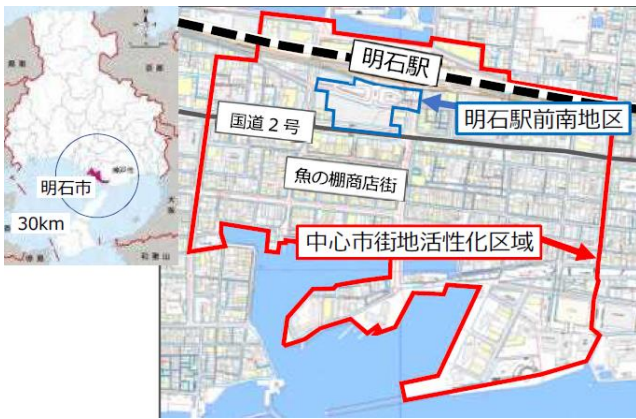 明石駅
明石駅前南地区
国道2号
魚の棚商店街
明石市
30km
中心市街地活性化区域